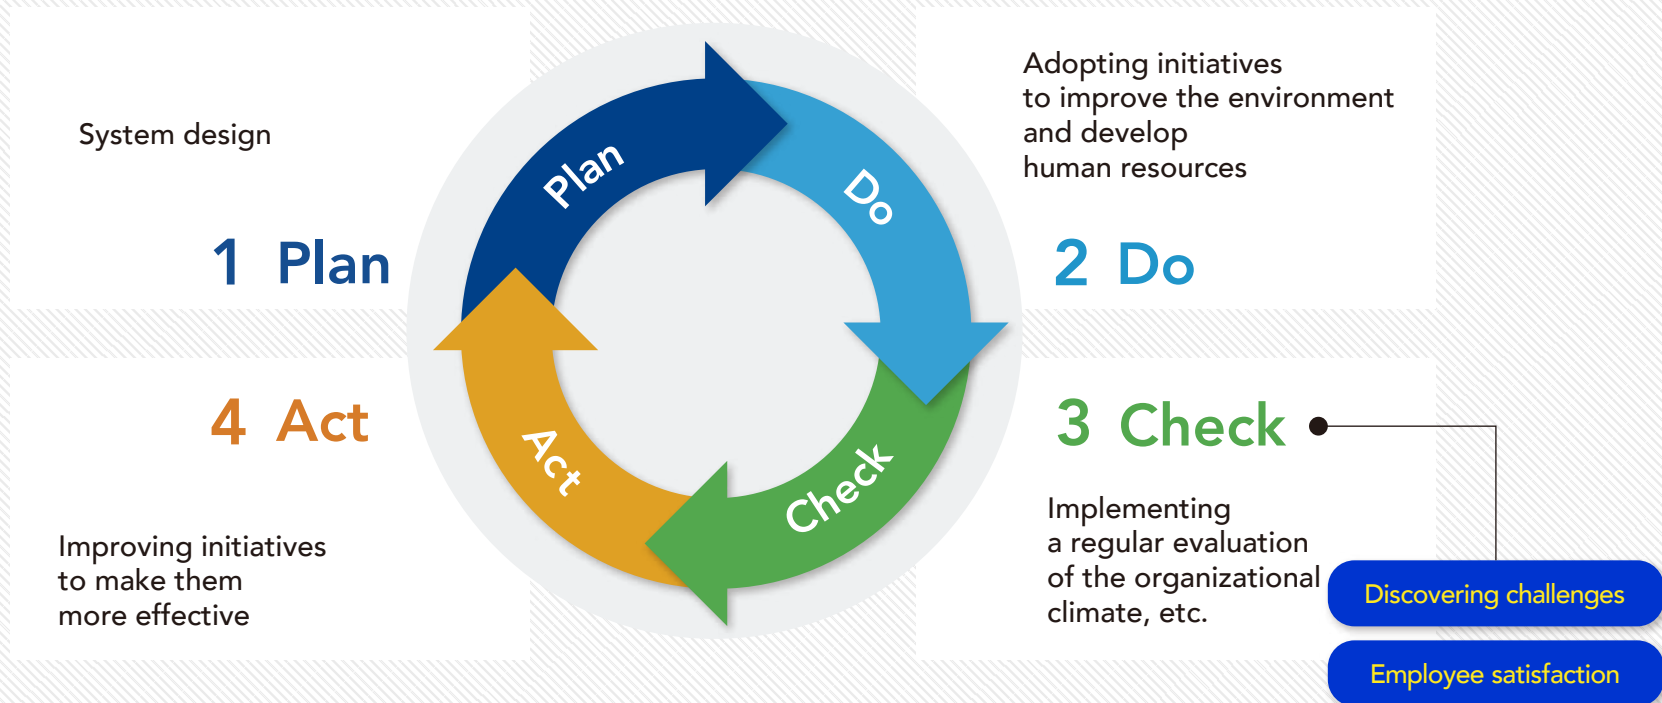 System design
1 Plan
Adopting initiatives
to improve the environment
and develop
human resources
2 Do
Plan
Do
Check
Act
4 Act
Improving initiatives
to make them
more effective
3 Check
Implementing
a regular evaluation
of the organizational
climate, etc.
Discovering challenges
Employee satisfaction